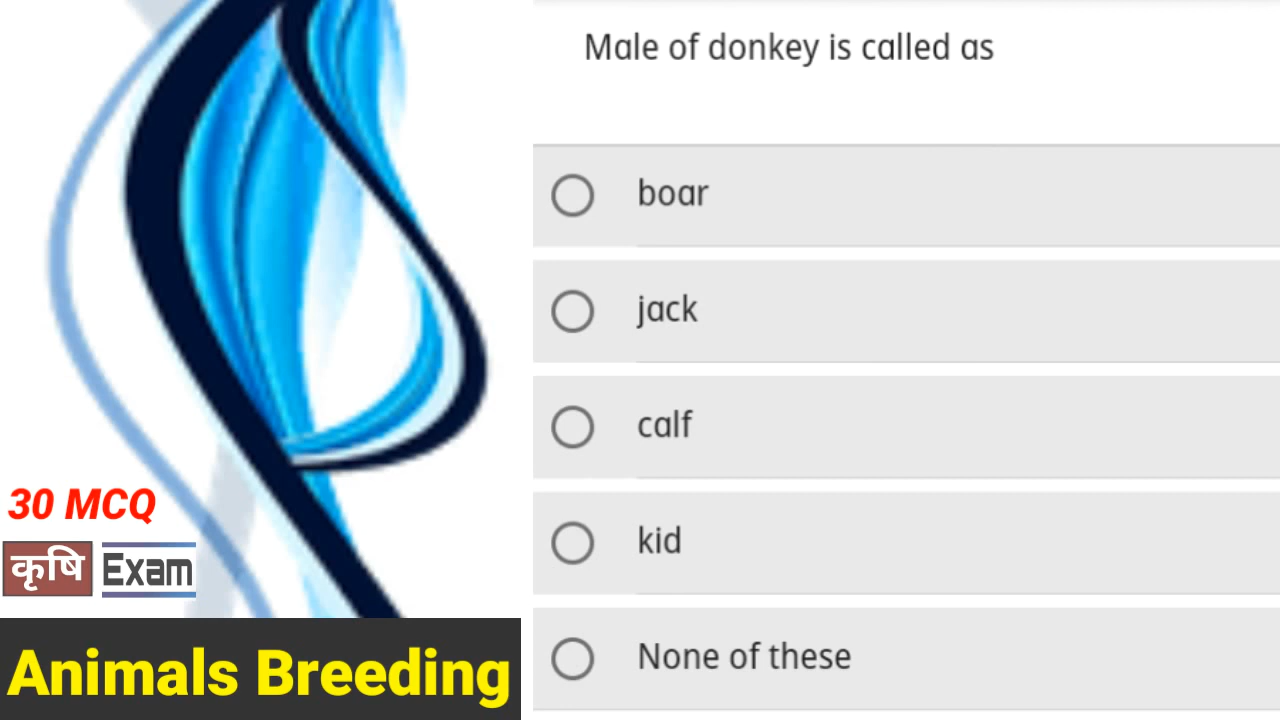 Male of donkey is called as
boar
jack
calf
kid
None of these
30 MCQ
कृषि Exam
Animals Breeding